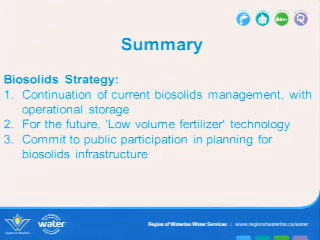 Summary
Biosolids Strategy:
1. Continuation of current biosolids management, with
operational storage
2. For the future, 'Low volume fertilizer' technology
3. Commit to public participation in planning for
biosolids infrastructure
water
Region of Waterloo Water Services | www.regionofwaterloo.ca/water